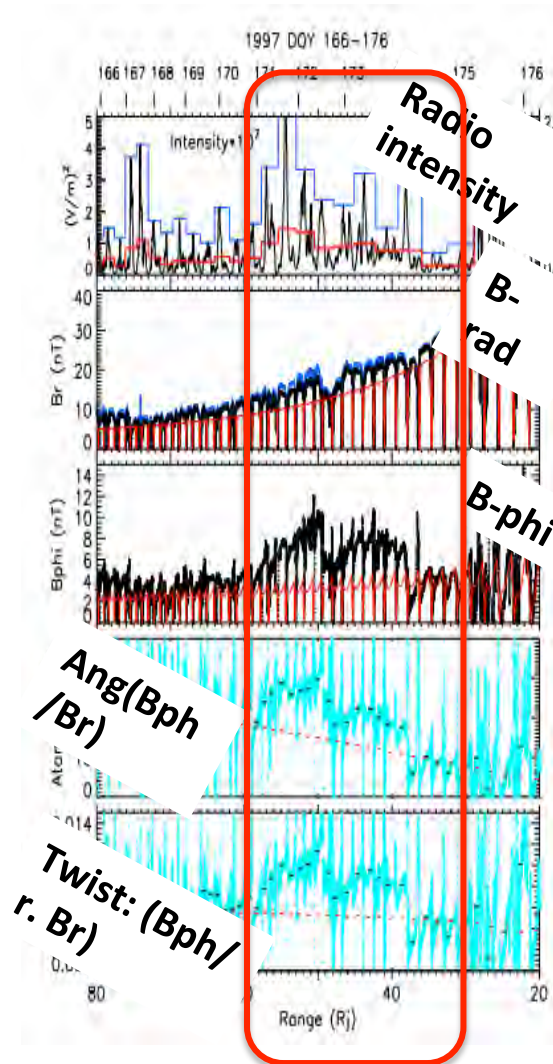 1997 DOY 166-176
166 167 168 169 170 171 172 173 175 176
Radio
intensity
Intensity*10⁷
(V/m)²
5
4
3
2
1
0
B-
rad
Br (nT)
40
30
20
10
0
B-phi
Bphi (nT)
14
12
10
8
6
4
2
0
Ang(Bph
/Br)
0
Twist: (Bph/
r. Br)
80 40 20
Range (Rj)